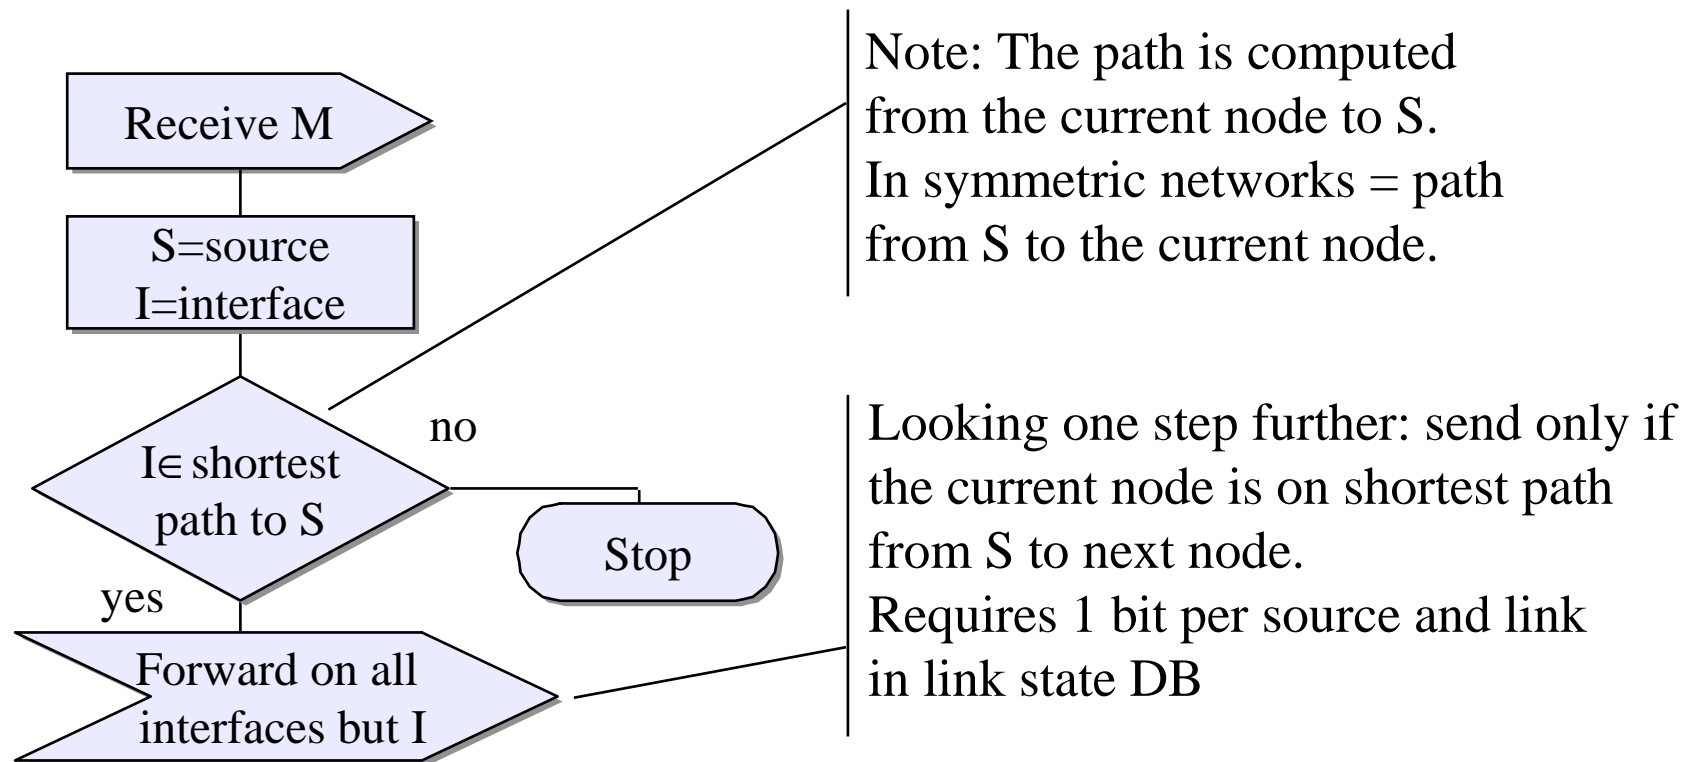 Receive M
S=source
I=interface
I∈ shortest
path to S
no
Stop
yes
Forward on all
interfaces but I
Note: The path is computed
from the current node to S.
In symmetric networks = path
from S to the current node.
Looking one step further: send only if
the current node is on shortest path
from S to next node.
Requires 1 bit per source and link
in link state DB